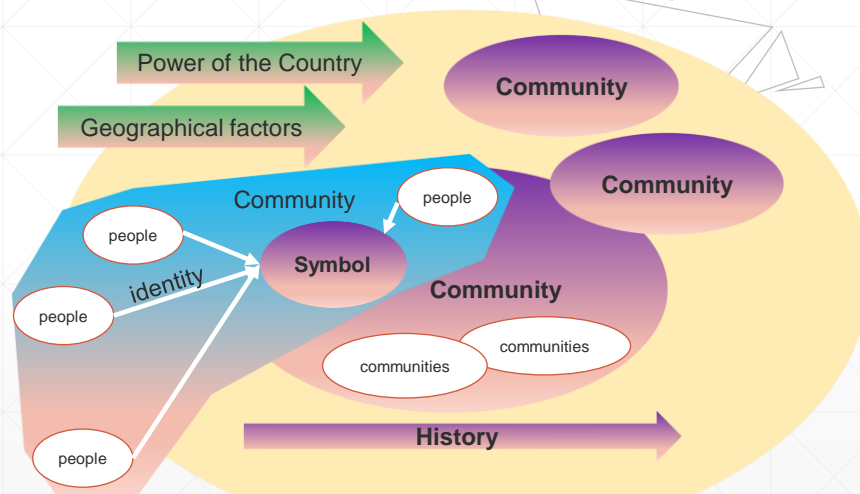 Power of the Country
Community
Geographical factors
Community
Community
people
people
Symbol
identity
Community
people
communities
communities
History
people